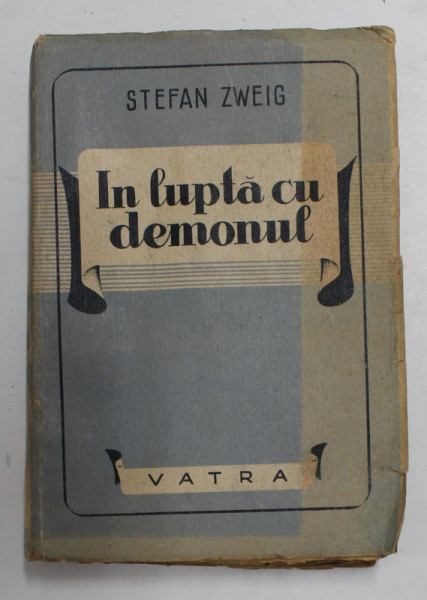 STEFAN ZWEIG
In luptă cu
demonul
VATRA